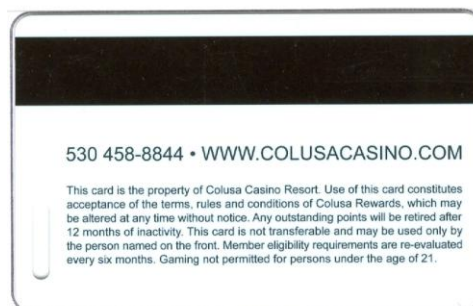 530 458-8844 • WWW.COLUSACASINO.COM
This card is the property of Colusa Casino Resort. Use of this card constitutes
acceptance of the terms, rules and conditions of Colusa Rewards, which may
be altered at any time without notice. Any outstanding points will be retired after
12 months of inactivity. This card is not transferable and may be used only by
the person named on the front. Member eligibility requirements are re-evaluated
every six months. Gaming not permitted for persons under the age of 21.